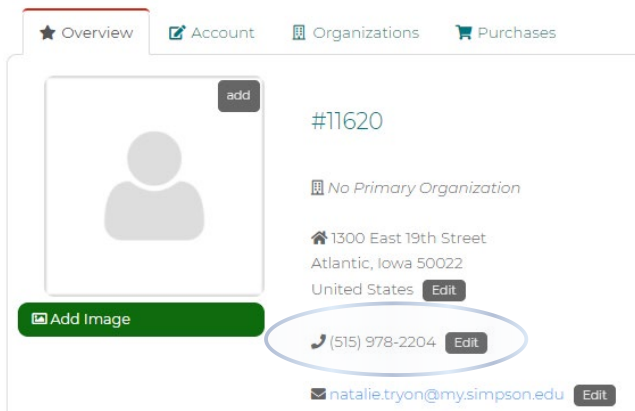 Overview Account Organizations Purchases
add
#11620
No Primary Organization
1300 East 19th Street
Atlantic, Iowa 50022
United States Edit
Add Image
(515) 978-2204 Edit
natalie.tryon@my.simpson.edu Edit